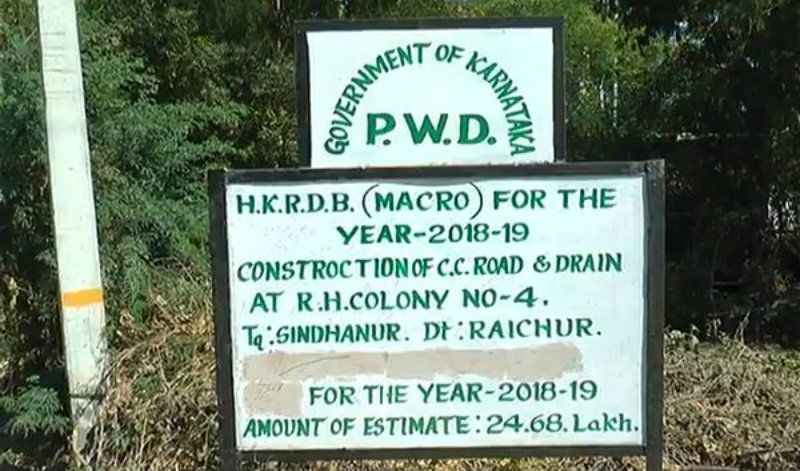 GOVERNMENT OF KARNATAKA
P.W.D.
H.K.R.D.B. (MACRO) FOR THE
YEAR-2018-19
CONSTROCTION OF C.C. ROAD & DRAIN
AT R.H.COLONY NO-4.
Tq:SINDHANUR. Dt:RAICHUR.
FOR THE YEAR-2018-19
AMOUNT OF ESTIMATE: 24.68. Lakh.